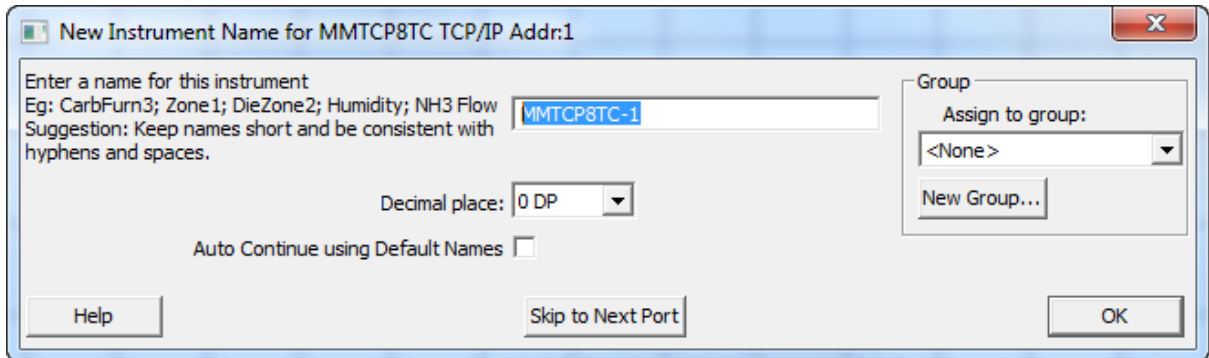 New Instrument Name for MMTCP8TC TCP/IP Addr:1
Enter a name for this instrument
Eg: CarbFurn3; Zone1; DieZone2; Humidity; NH3 Flow
Suggestion: Keep names short and be consistent with
hyphens and spaces.
MMTCP8TC-1
Group
Assign to group:
<None>
New Group...
Decimal place: 0 DP
Auto Continue using Default Names
Help
Skip to Next Port
OK